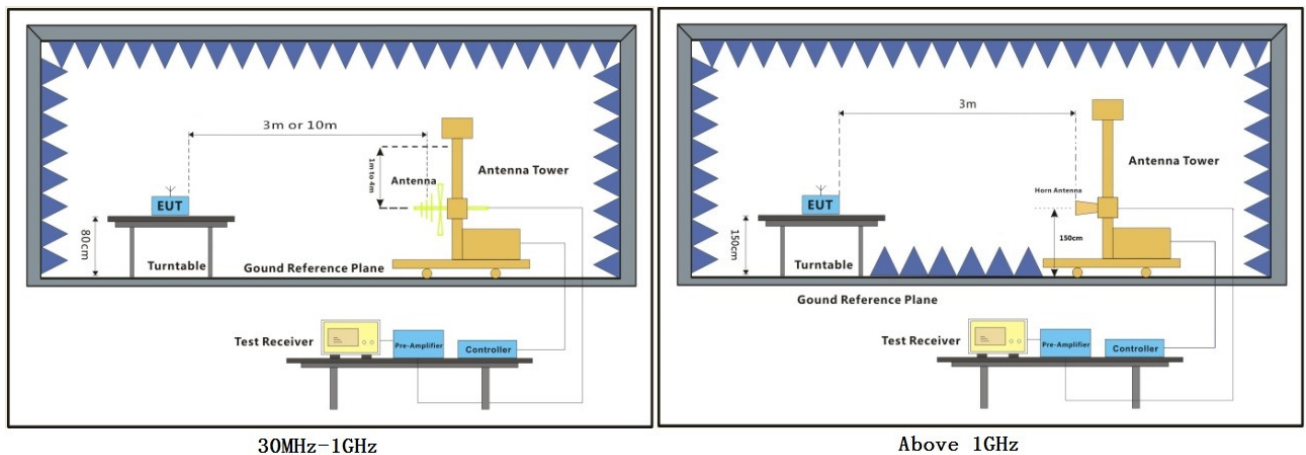 3m or 10m
1m to 4m
Antenna
Antenna Tower
EUT
80cm
Turntable
Gound Reference Plane
Test Receiver
Pre-Amplifier
Controller
30MHz-1GHz
3m
Antenna Tower
Horn Antenna
EUT
150cm
150cm
Turntable
Gound Reference Plane
Test Receiver
Pre-Amplifier
Controller
Above 1GHz